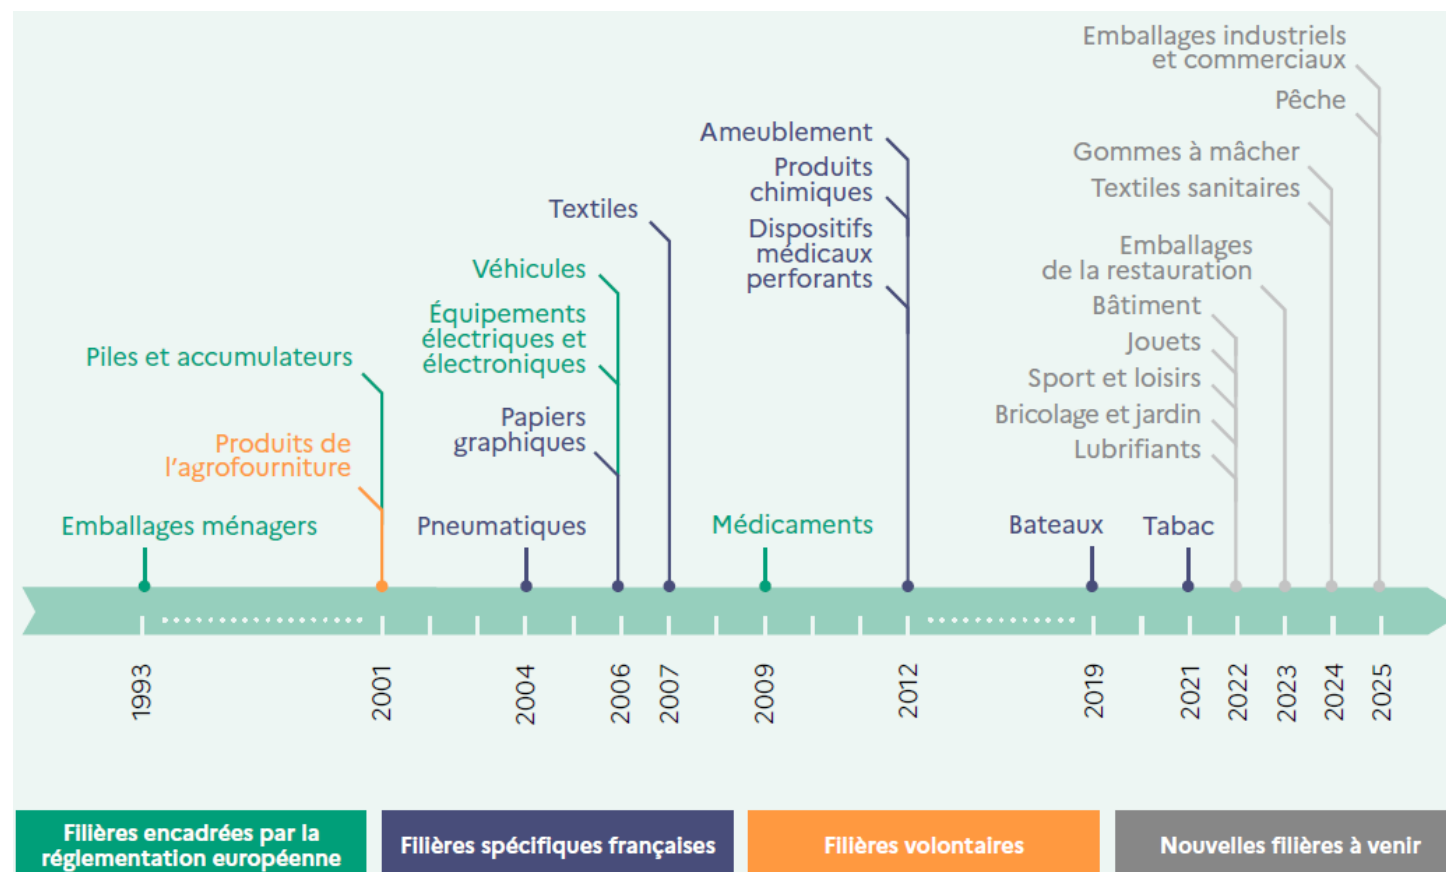 Emballages industriels
et commerciaux
Pêche
Ameublement
Produits
chimiques
Gommes à mâcher
Textiles sanitaires
Textiles
Dispositifs
médicaux
perforants
Emballages
de la restauration
Véhicules
Équipements
électriques et
électroniques
Bâtiment
Jouets
Piles et accumulateurs
Sport et loisirs
Papiers
graphiques
Bricolage et jardin
Produits de
l'agrofourniture
Lubrifiants
Emballages ménagers
Pneumatiques
Médicaments
Bateaux
Tabac
1993
2001
2004
2006
2007
2009
2012
2019
2021
2022
2023
2024
2025
Filières encadrées par la
réglementation européenne
Filières spécifiques françaises
Filières volontaires
Nouvelles filières à venir